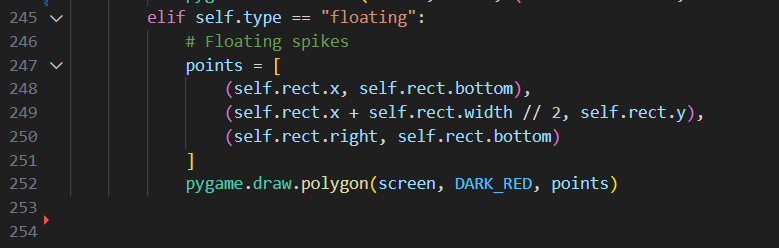 245 elif self.type == "floating":
246 # Floating spikes
247 points = [
248 (self.rect.x, self.rect.bottom),
249 (self.rect.x + self.rect.width // 2, self.rect.y),
250 (self.rect.right, self.rect.bottom)
251 ]
252 pygame.draw.polygon(screen, DARK_RED, points)
253
254